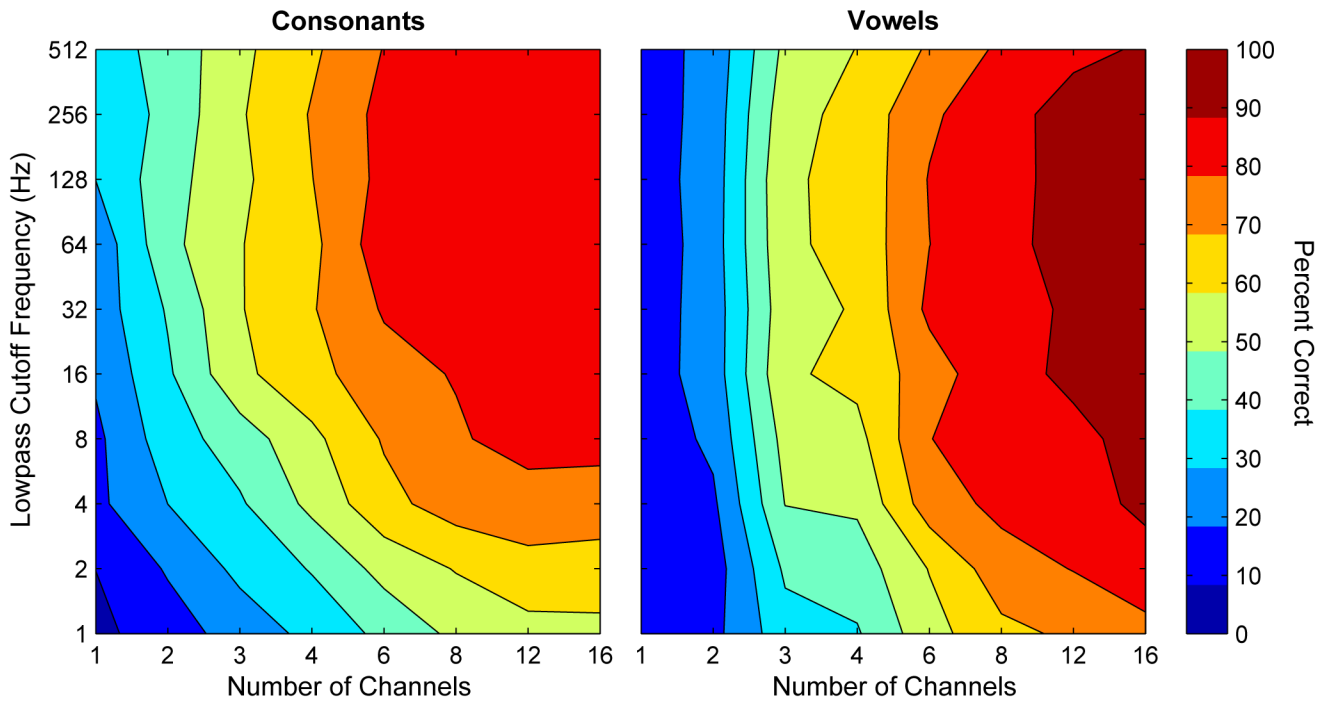 Consonants
Vowels
512
256
128
64
32
16
8
4
2
1
Lowpass Cutoff Frequency (Hz)
1 2 3 4 6 8 12 16
Number of Channels
1 2 3 4 6 8 12 16
Number of Channels
100
90
80
70
60
50
40
30
20
10
0
Percent Correct